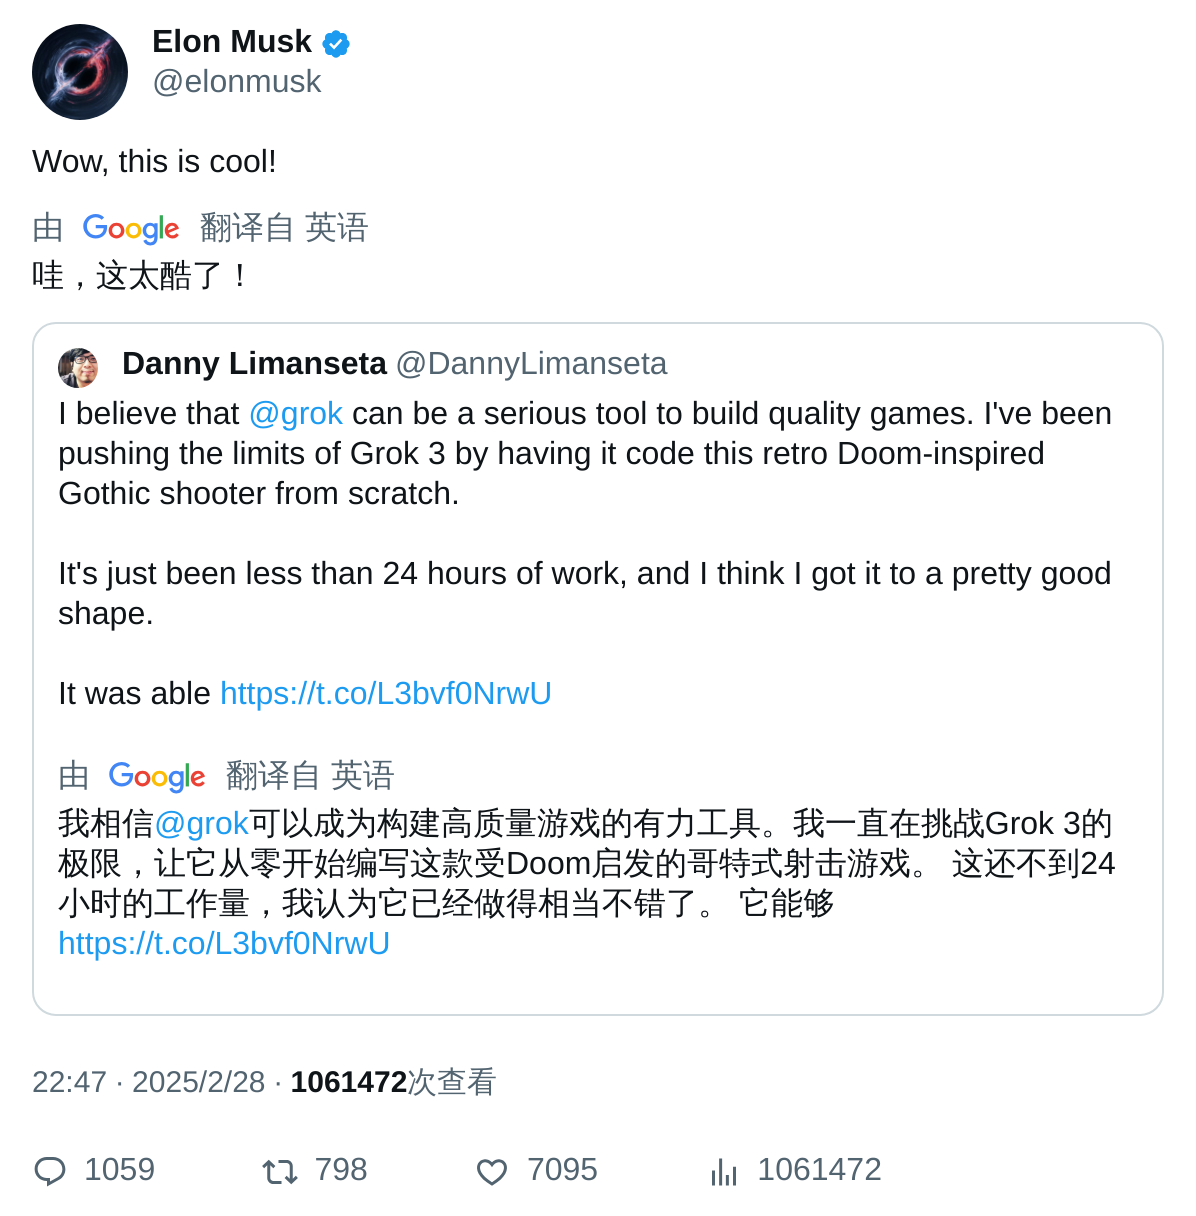 Elon Musk
@elonmusk
Wow, this is cool!
由 Google 翻译自 英语
哇，这太酷了！
Danny Limanseta @DannyLimanseta
I believe that @grok can be a serious tool to build quality games. I've been
pushing the limits of Grok 3 by having it code this retro Doom-inspired
Gothic shooter from scratch.
It's just been less than 24 hours of work, and I think I got it to a pretty good
shape.
It was able https://t.co/L3bvf0NrwU
由 Google 翻译自 英语
我相信@grok可以成为构建高质量游戏的有力工具。我一直在挑战Grok 3的
极限，让它从零开始编写这款受Doom启发的哥特式射击游戏。 这还不到24
小时的工作量，我认为它已经做得相当不错了。 它能够
https://t.co/L3bvf0NrwU
22:47 · 2025/2/28 · 1061472次查看
1059 798 7095 1061472